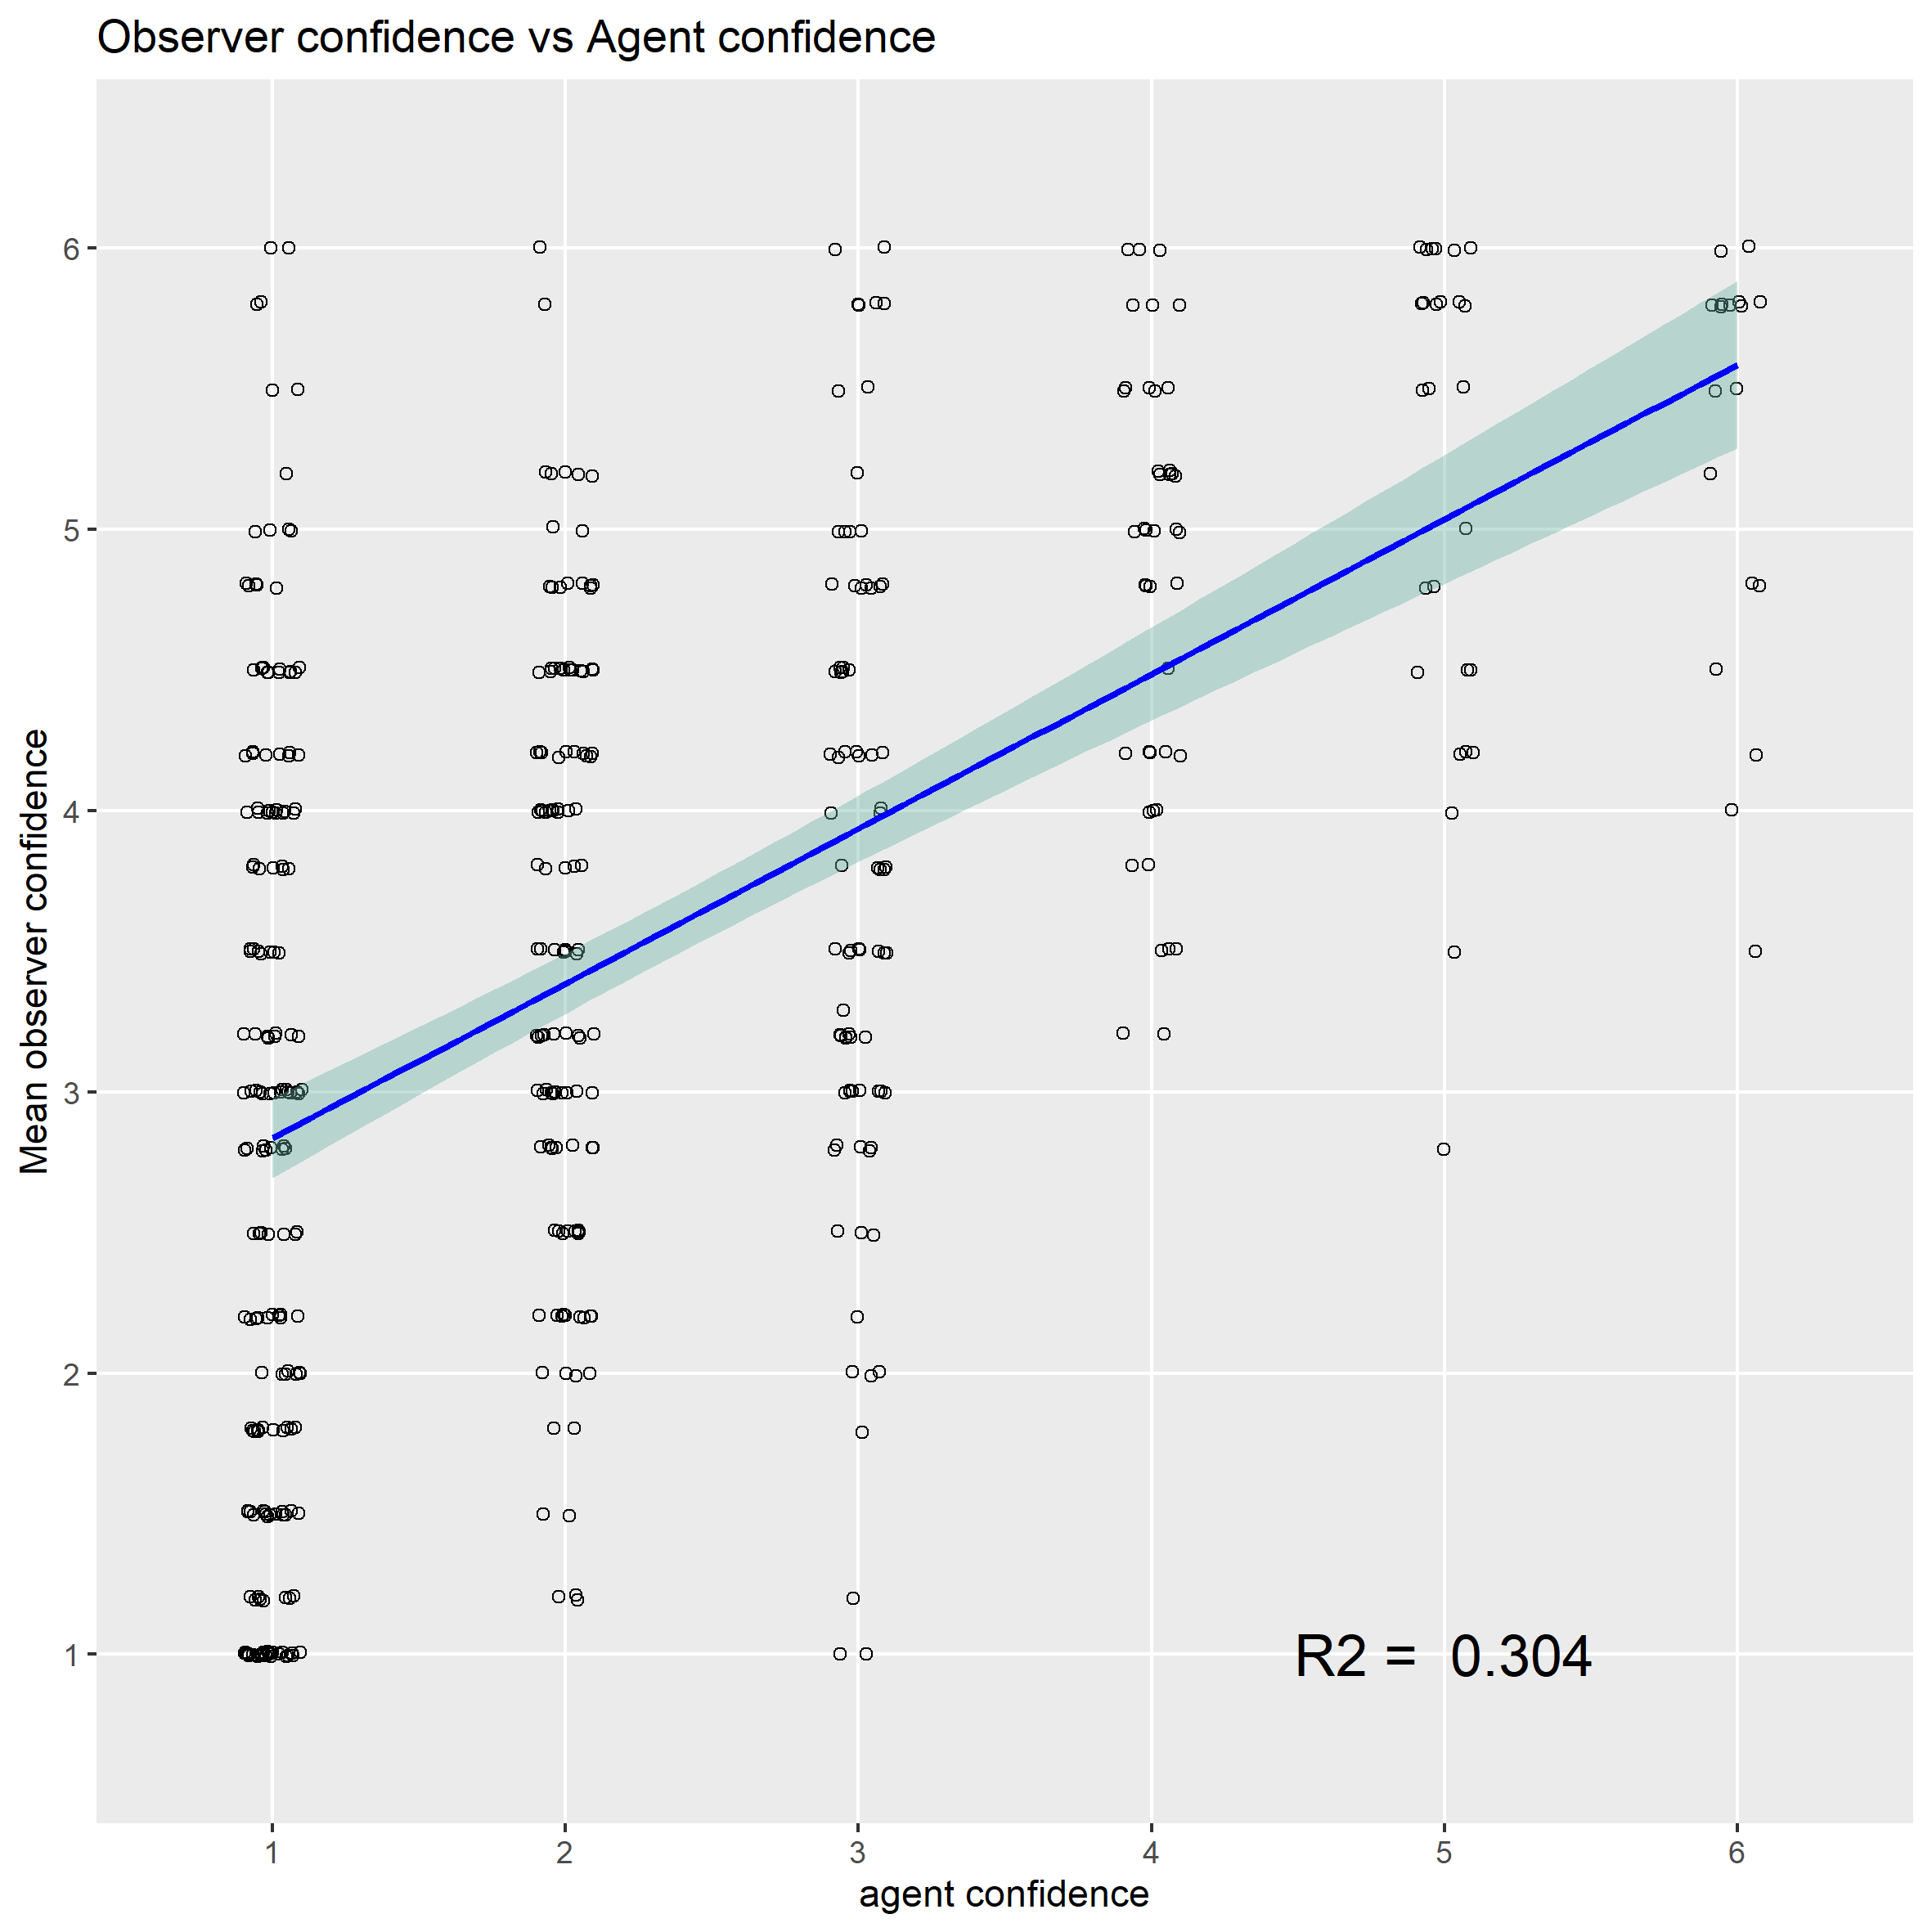 Observer confidence vs Agent confidence
Mean observer confidence
6
5
4
3
2
1
R2 =  0.304
1 2 3 4 5 6
agent confidence